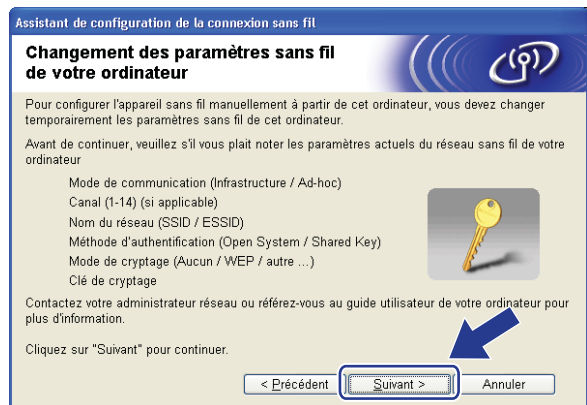 Assistant de configuration de la connexion sans fil
Changement des paramètres sans fil
de votre ordinateur
Pour configurer l'appareil sans fil manuellement à partir de cet ordinateur, vous devez changer
temporairement les paramètres sans fil de cet ordinateur.
Avant de continuer, veuillez s'il vous plait noter les paramètres actuels du réseau sans fil de votre
ordinateur
Mode de communication (Infrastructure / Ad-hoc)
Canal (1-14) (si applicable)
Nom du réseau (SSID / ESSID)
Méthode d'authentification (Open System / Shared Key)
Mode de cryptage (Aucun / WEP / autre ...)
Clé de cryptage
Contactez votre administrateur réseau ou référez-vous au guide utilisateur de votre ordinateur pour
plus d'information.
Cliquez sur "Suivant" pour continuer.
< Précédent
Suivant >
Annuler